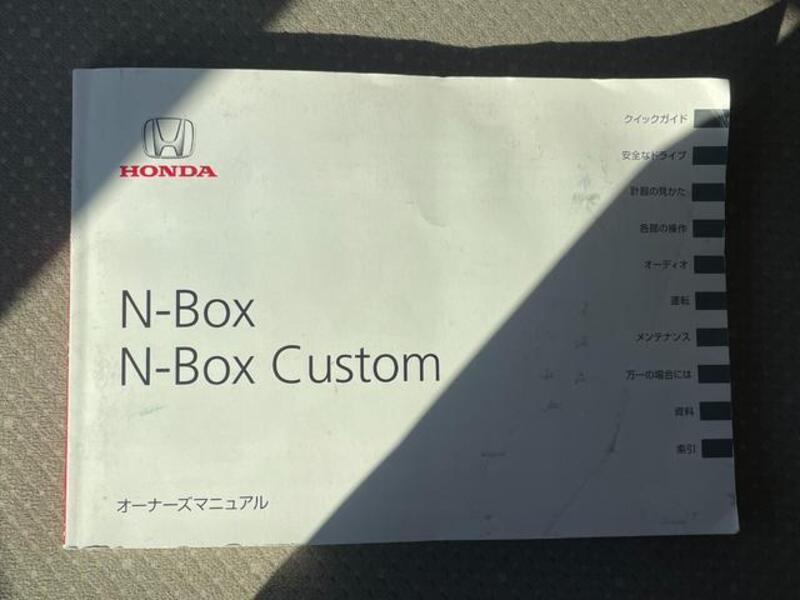 HONDA
N-Box
N-Box Custom
オーナーズマニュアル
クイックガイド
安全なドライブ
計器の見かた
各部の操作
オーディオ
運転
メンテナンス
万一の場合には
資料
索引